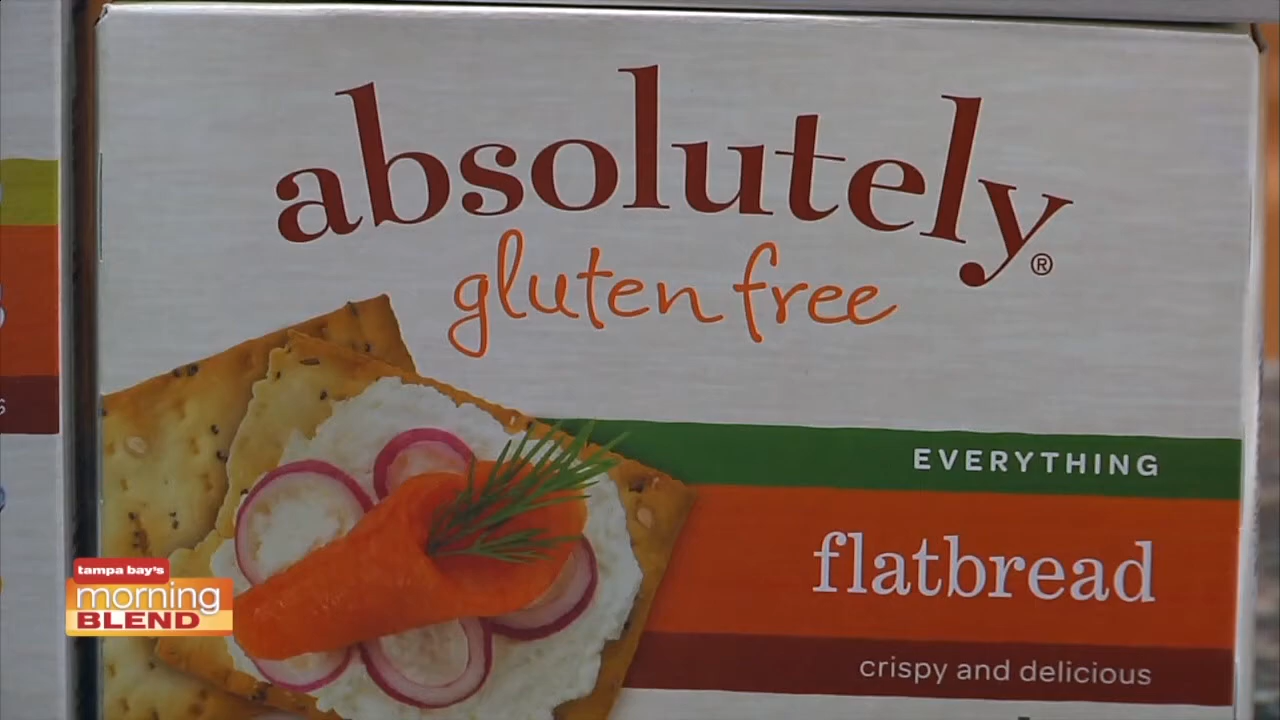 absolutely®
gluten free
EVERYTHING
flatbread
crispy and delicious
tampa bay's
morning
BLEND